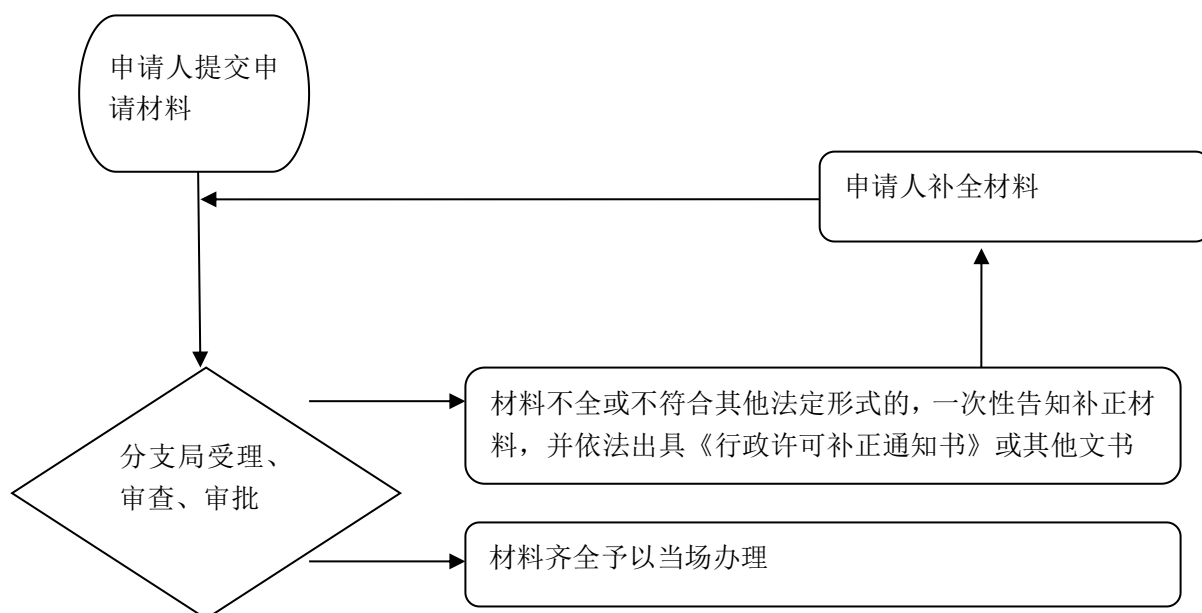 申请人提交申
请材料
申请人补全材料
材料不全或不符合其他法定形式的，一次性告知补正材
料，并依法出具《行政许可补正通知书》或其他文书
分支局受理、
审查、审批
材料齐全予以当场办理